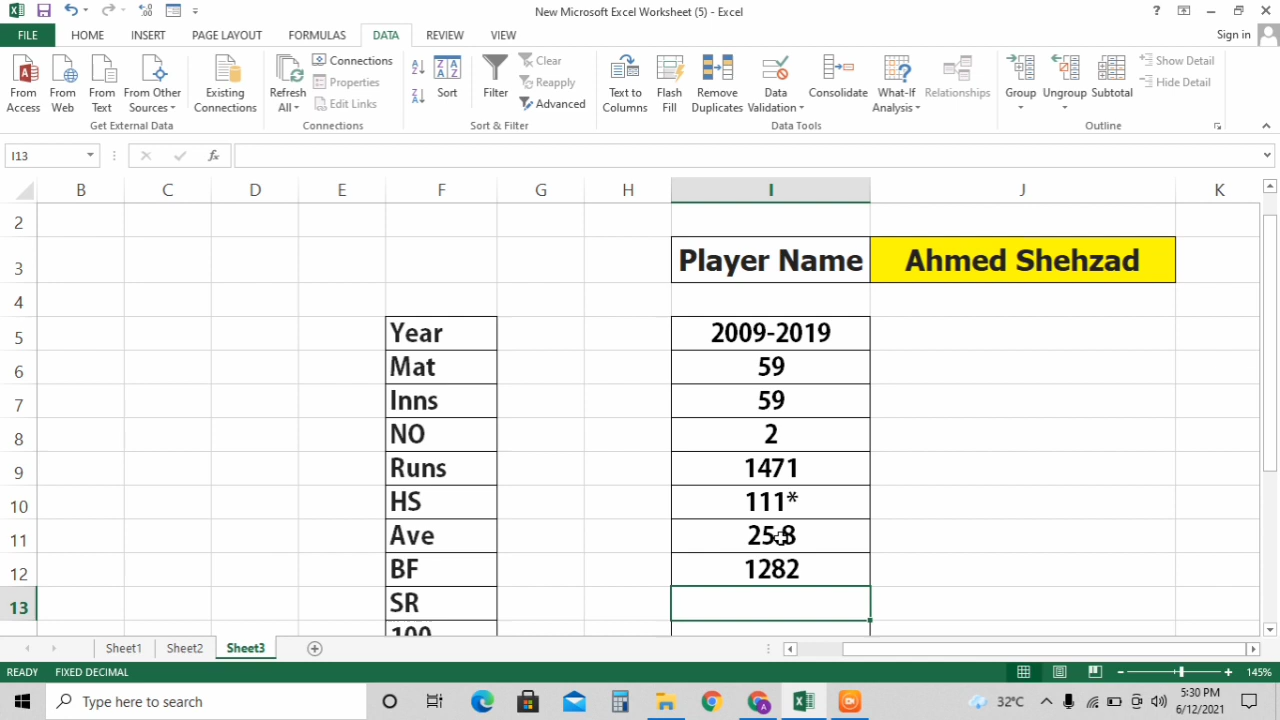 New Microsoft Excel Worksheet (5) - Excel
FILE HOME INSERT PAGE LAYOUT FORMULAS DATA REVIEW VIEW Sign in
From Access
From Web
From Text
From Other Sources
Existing Connections
Get External Data
Refresh All
Connections
Properties
Edit Links
Connections
Sort
Filter
Clear
Reapply
Advanced
Sort & Filter
Text to Columns
Flash Fill
Remove Duplicates
Data Validation
Consolidate
What-If Analysis
Relationships
Data Tools
Group
Ungroup
Subtotal
Show Detail
Hide Detail
Outline
I13 fx
B C D E F G H I J K
2
3 Player Name Ahmed Shehzad
4
5 Year 2009-2019
6 Mat 59
7 Inns 59
8 NO 2
9 Runs 1471
10 HS 111*
11 Ave
12 BF 1282
13 SR
100
Sheet1 Sheet2 Sheet3
READY FIXED DECIMAL 145%
Type here to search 32°C 5:30 PM
6/12/2021